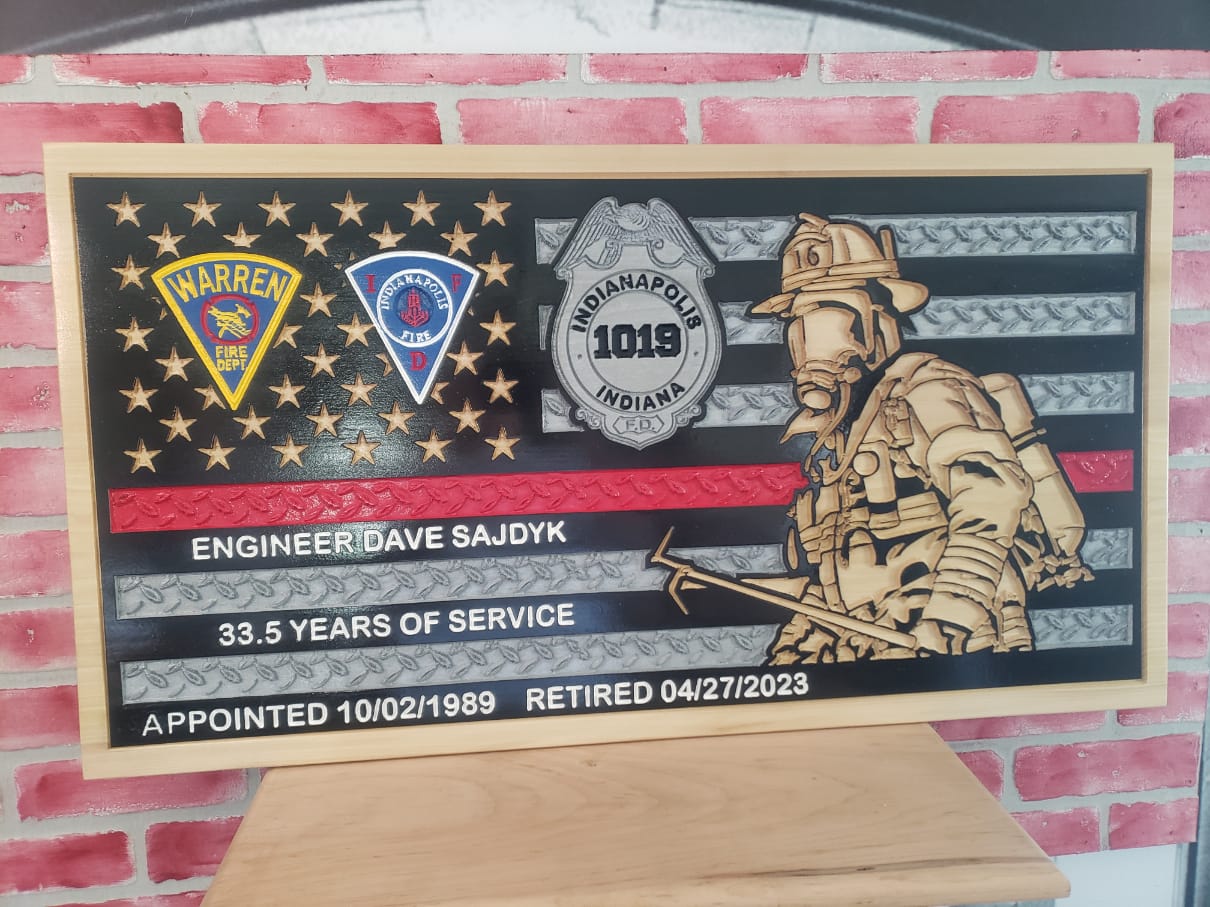 WARREN
FIRE
DEPT
I F
D
INDIANAPOLIS
FIRE
INDIANAPOLIS
1019
INDIANA
F.D.
16
ENGINEER DAVE SAJDYK
33.5 YEARS OF SERVICE
APPOINTED 10/02/1989 RETIRED 04/27/2023